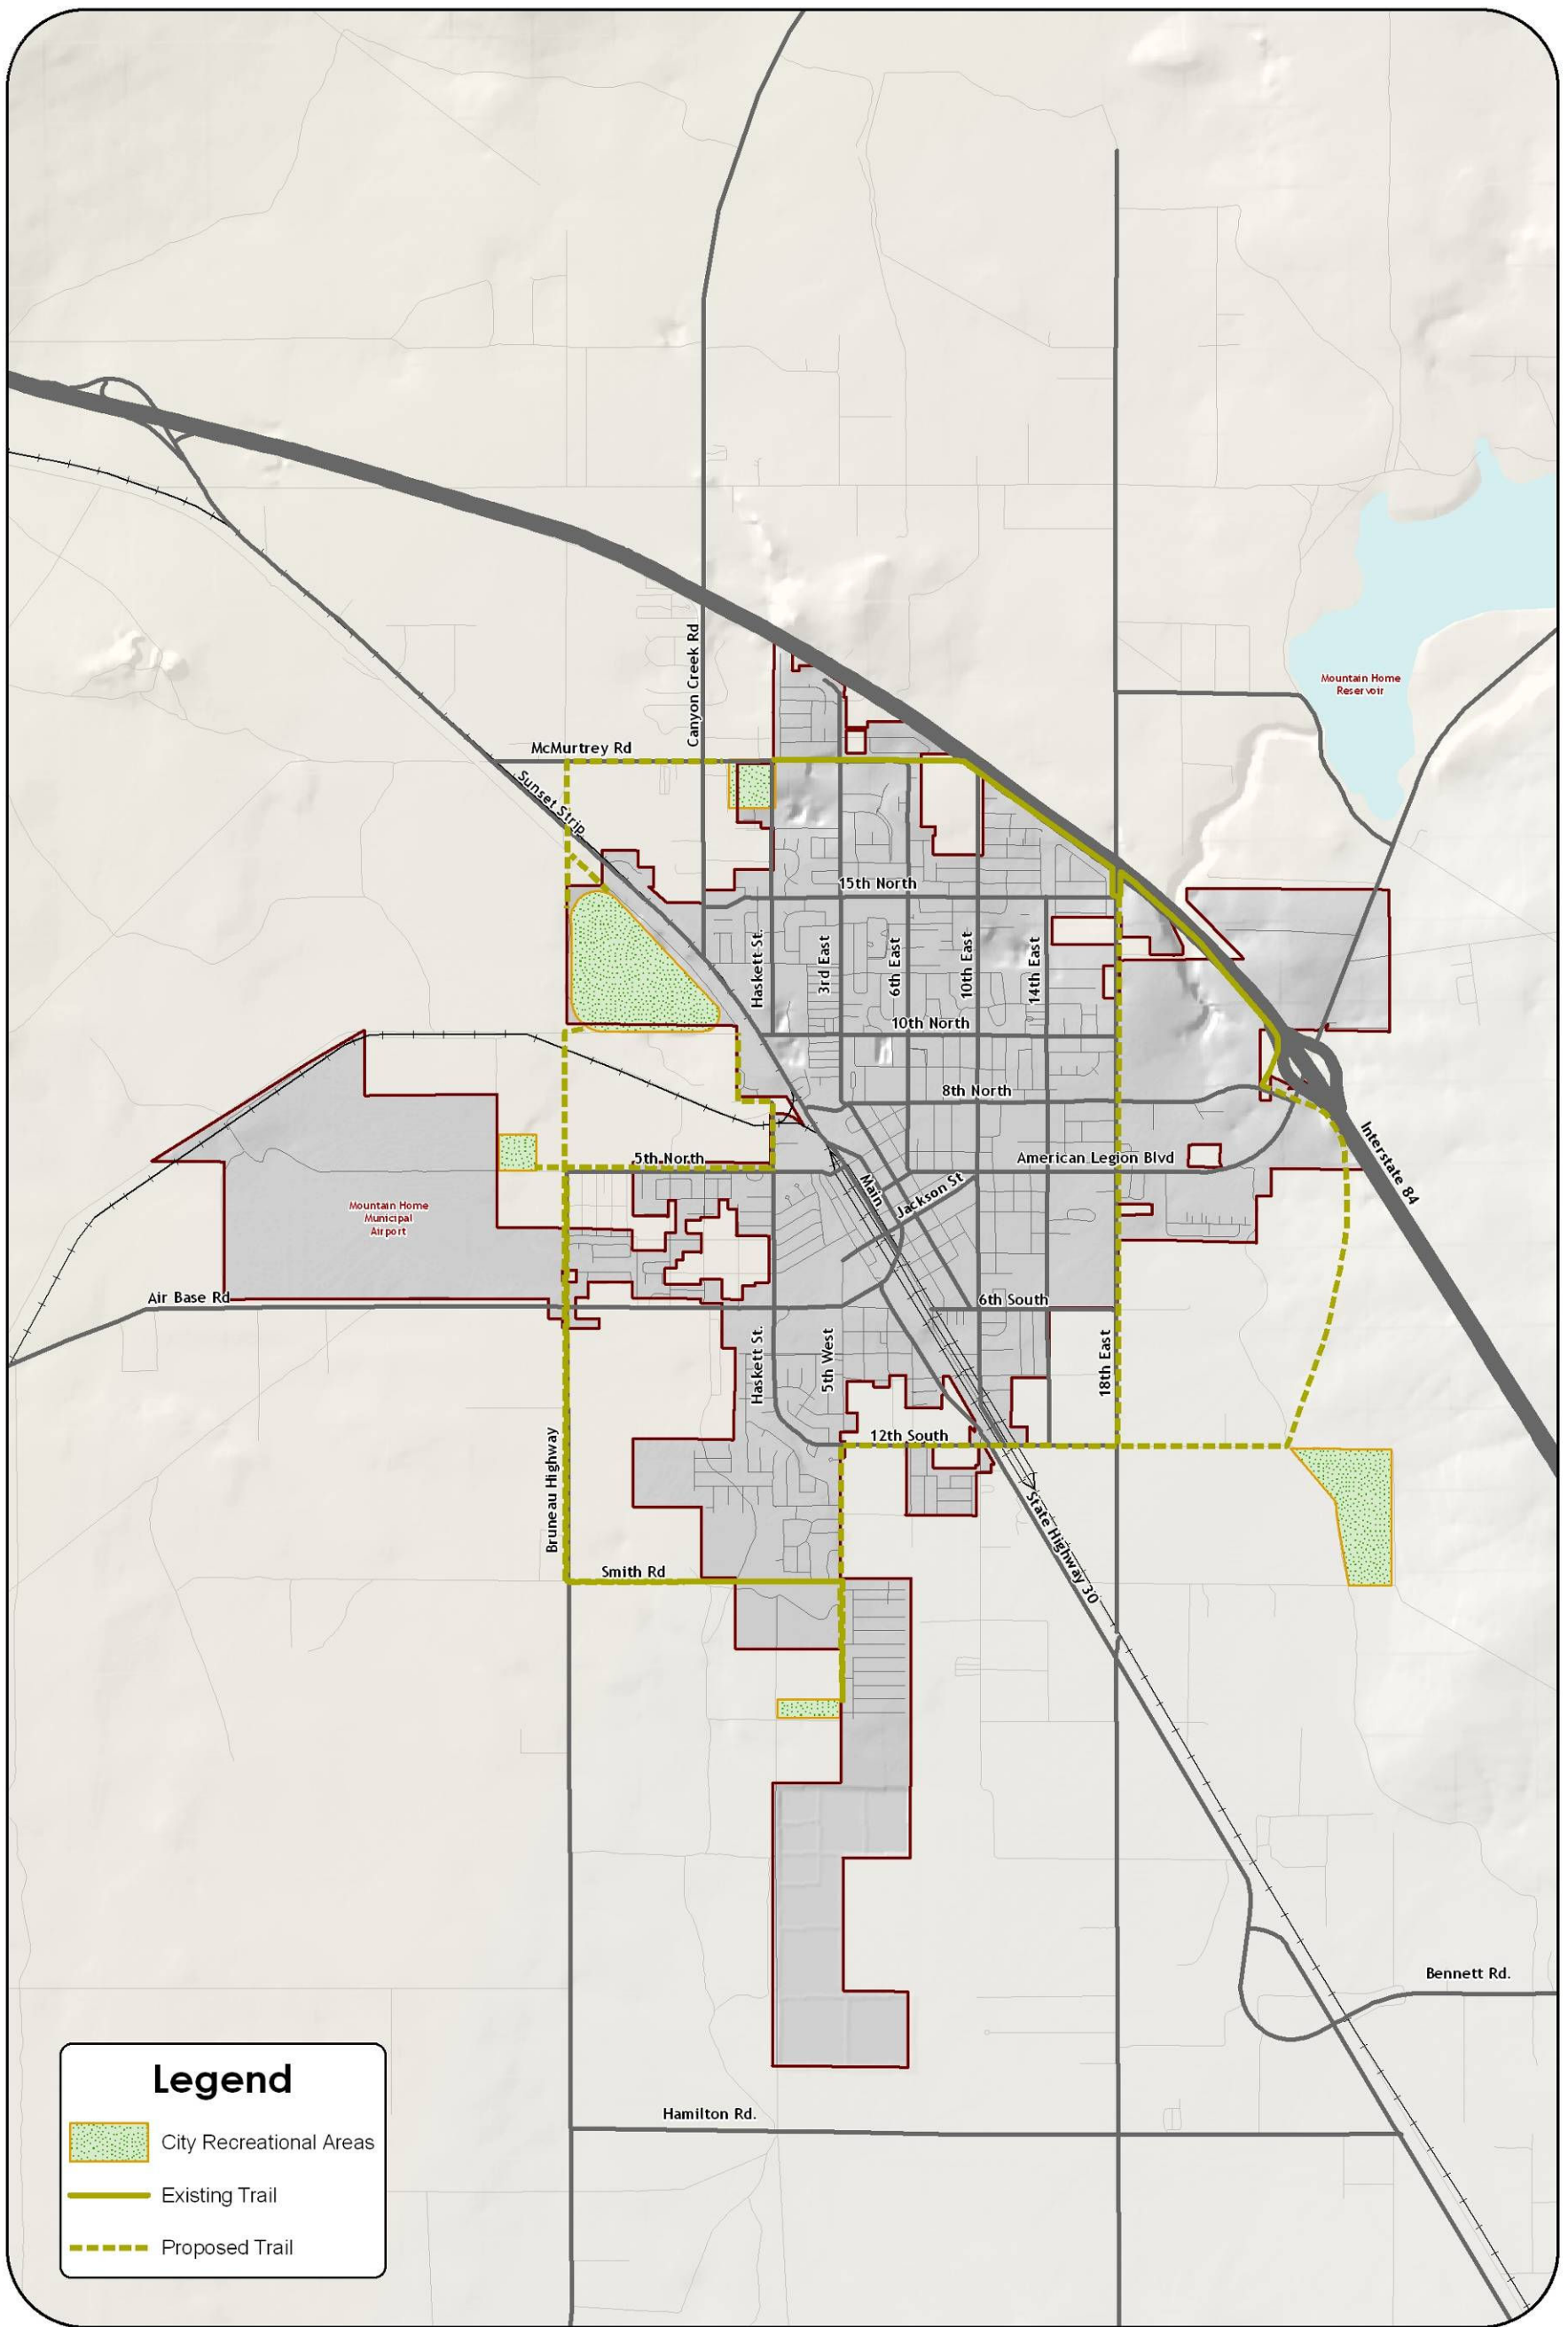 Canyon Creek Rd
Mountain Home
Reservoir
McMurtrey Rd
Sunset Strip
15th North
Haskett St.
3rd East
6th East
10th East
14th East
10th North
8th North
5th North
American Legion Blvd
Interstate 84
Main
Jackson St
Mountain Home
Municipal
Airport
Air Base Rd
6th South
Haskett St.
5th West
18th East
12th South
Bruneau Highway
State Highway 30
Smith Rd
Bennett Rd.
Hamilton Rd.
Legend
City Recreational Areas
Existing Trail
Proposed Trail